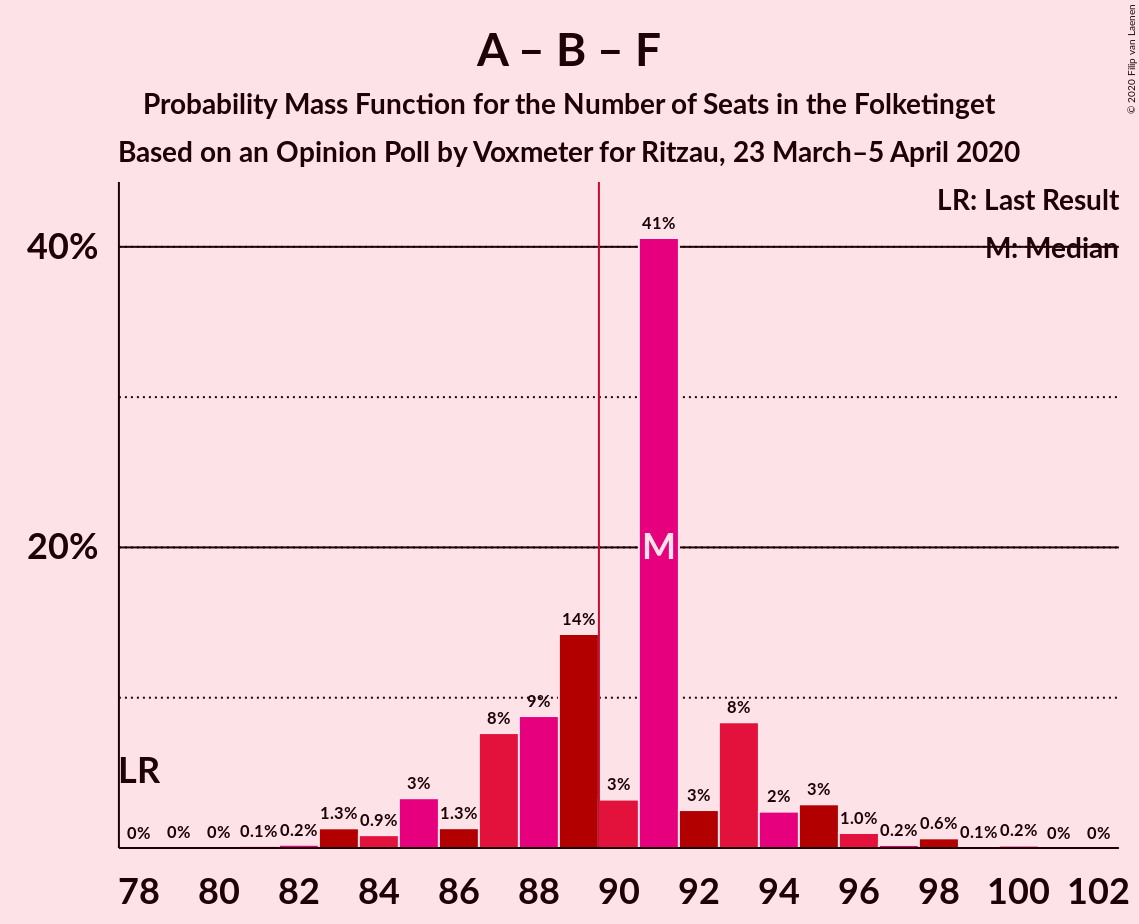 A – B – F
Probability Mass Function for the Number of Seats in the Folketinget
Based on an Opinion Poll by Voxmeter for Ritzau, 23 March–5 April 2020
© 2020 Filip van Laenen
LR: Last Result
M: Median
40%
20%
41%
M
14%
9%
8%
8%
LR
3%
3%
3%
3%
2%
1.3%
1.3%
0.9%
1.0%
0% 0% 0% 0.1% 0.2%
0.2% 0.6% 0.1% 0.2% 0% 0%
78 80 82 84 86 88 90 92 94 96 98 100 102